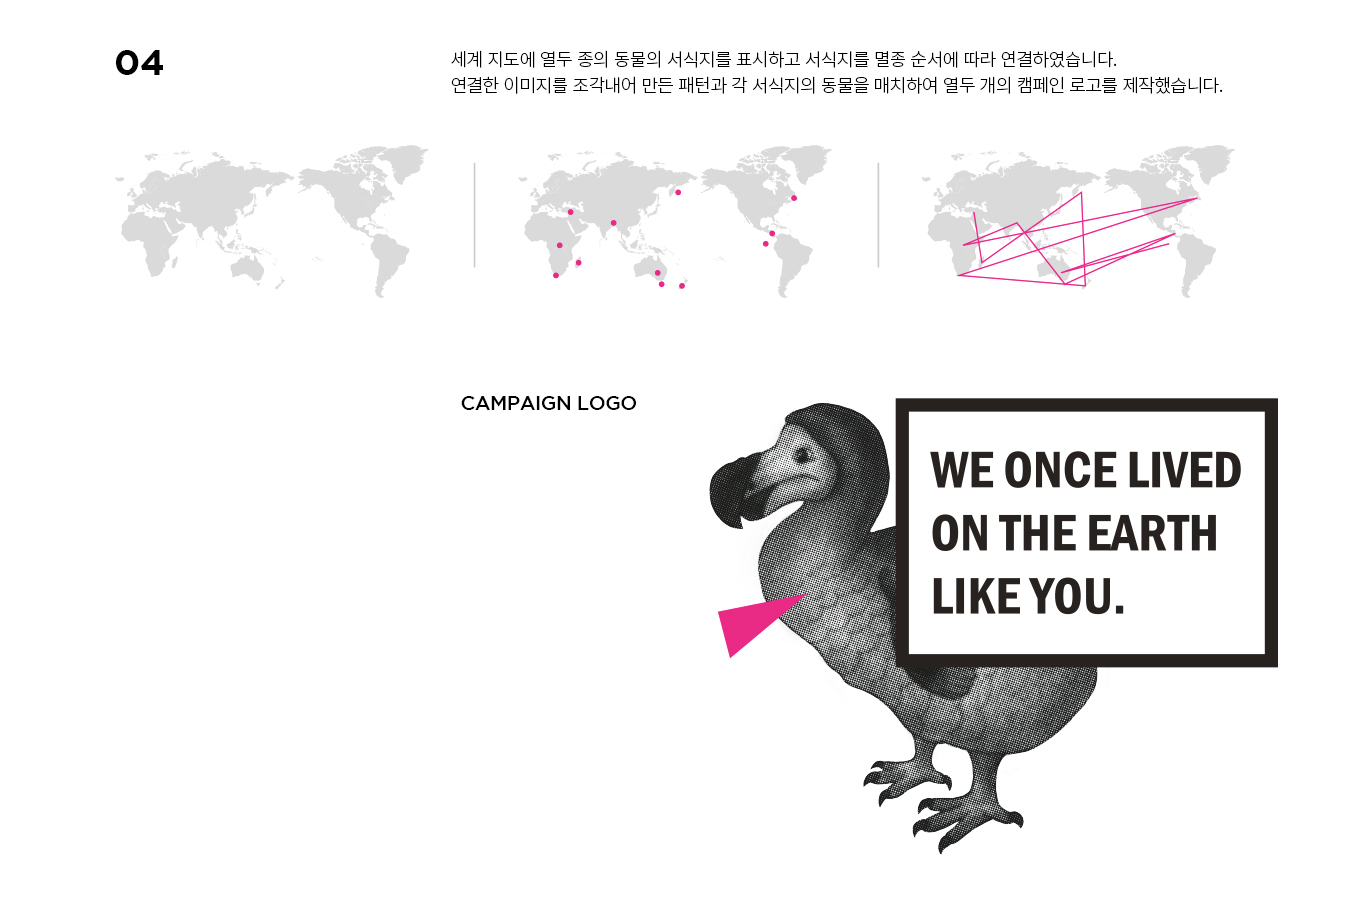 04
세계 지도에 열두 종의 동물의 서식지를 표시하고 서식지를 멸종 순서에 따라 연결하였습니다.
연결한 이미지를 조각내어 만든 패턴과 각 서식지의 동물을 매치하여 열두 개의 캠페인 로고를 제작했습니다.
CAMPAIGN LOGO
WE ONCE LIVED
ON THE EARTH
LIKE YOU.